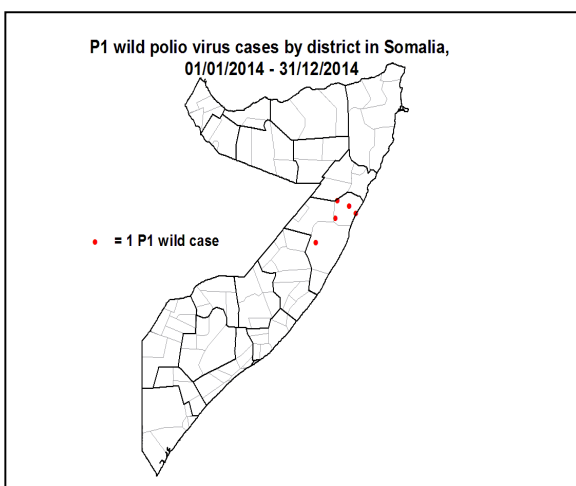 P1 wild polio virus cases by district in Somalia,
01/01/2014 - 31/12/2014
= 1 P1 wild case